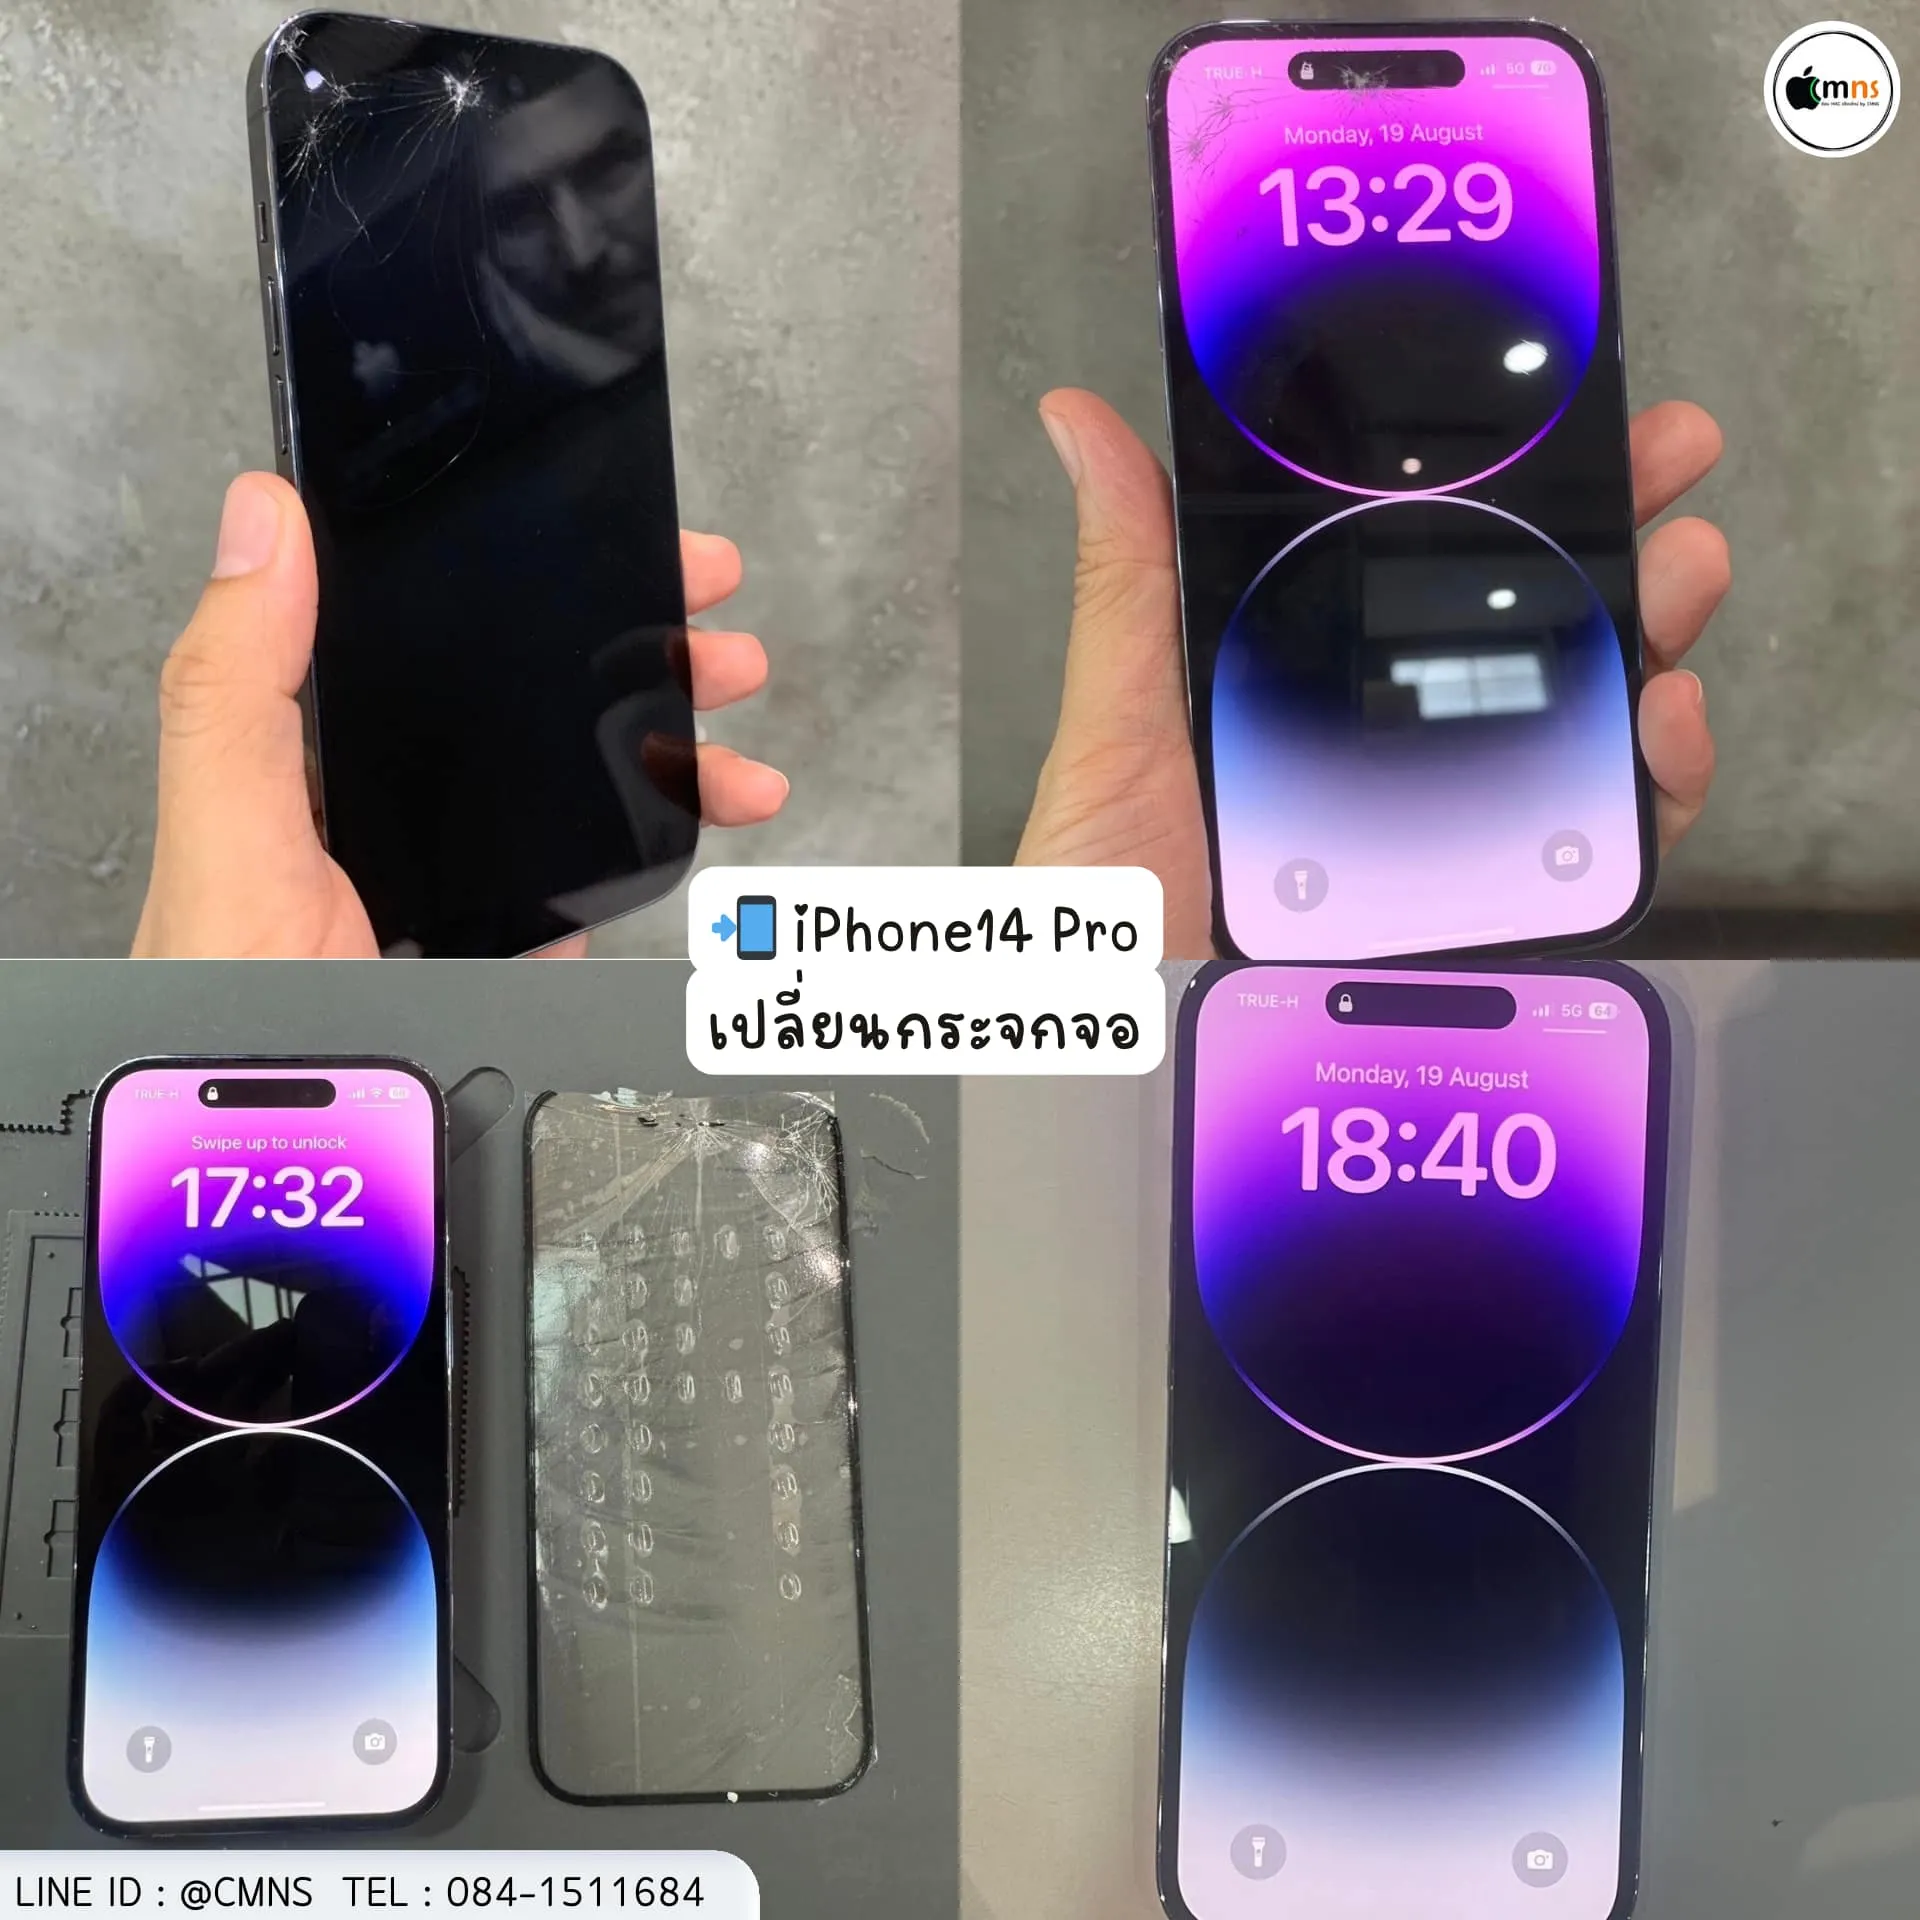 TRUE-H
5G 70
Monday, 19 August
13:29
cmns
iPhone14 Pro
เปลี่ยนกระจกจอ
TRUE-H
Swipe up to unlock
17:32
TRUE-H
5G 64
Monday, 19 August
18:40
LINE ID : @CMNS TEL : 084-1511684